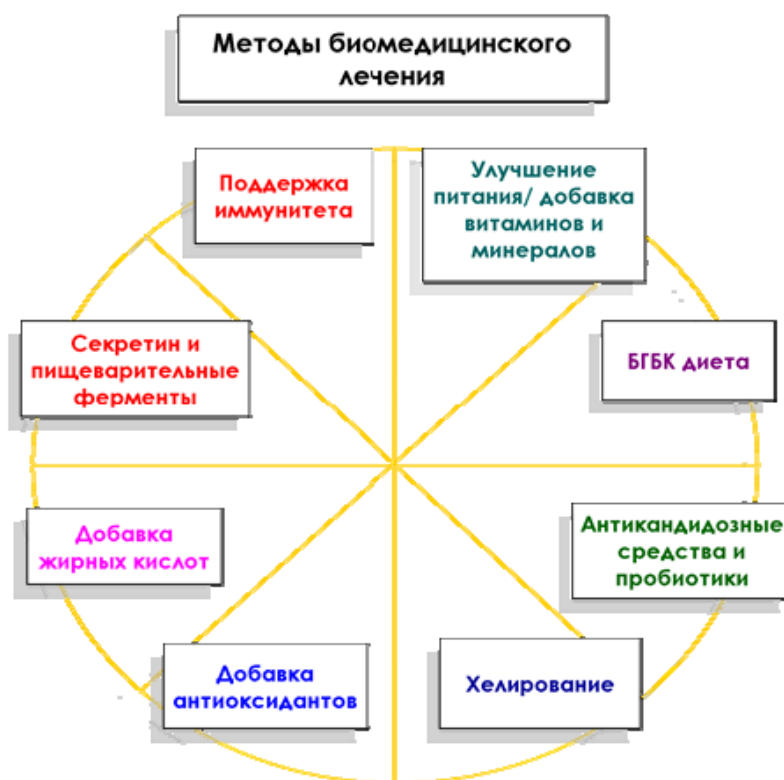 Методы биомедицинского
лечения
Поддержка
иммунитета
Улучшение
питания/ добавка
витаминов и
минералов
Секретин и
пищеварительные
ферменты
БГБК диета
Добавка
жирных кислот
Антикандидозные
средства и
пробиотики
Добавка
антиоксидантов
Хелирование